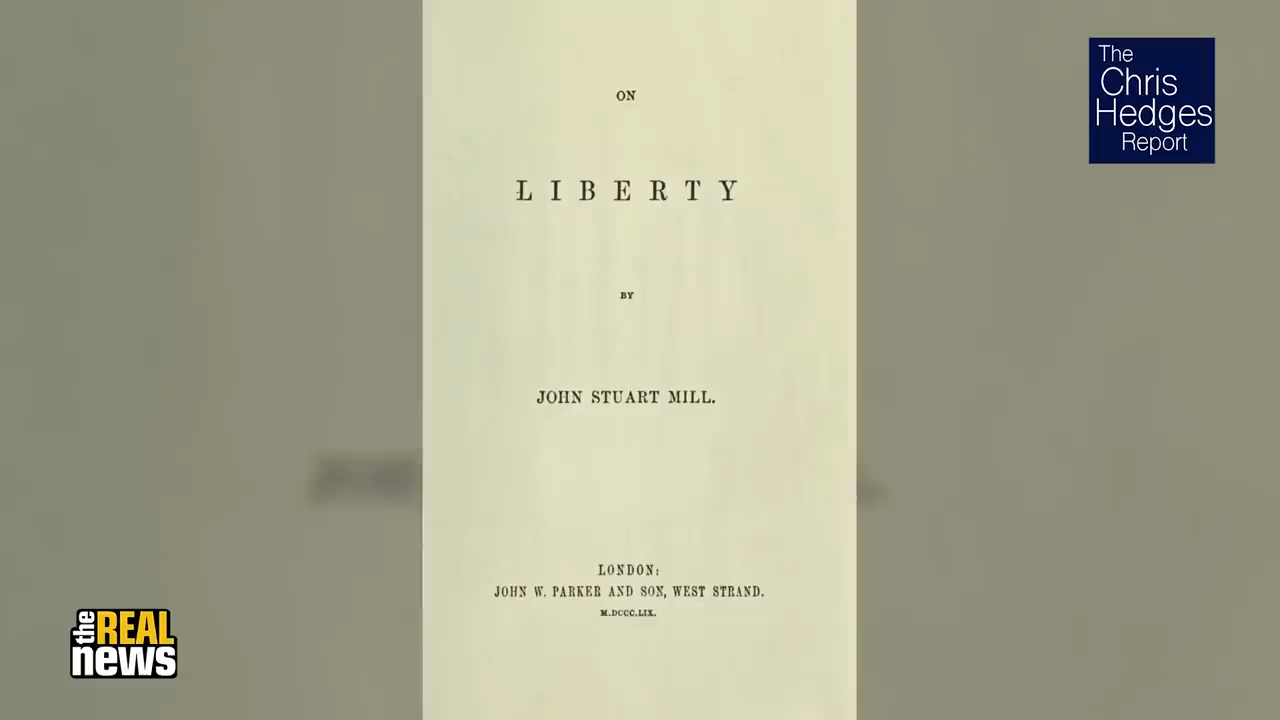 ON
LIBERTY
BY
JOHN STUART MILL.
LONDON:
JOHN W. PARKER AND SON, WEST STRAND.
M.DCCC.LIX.
The
Chris
Hedges
Report
the REAL
news